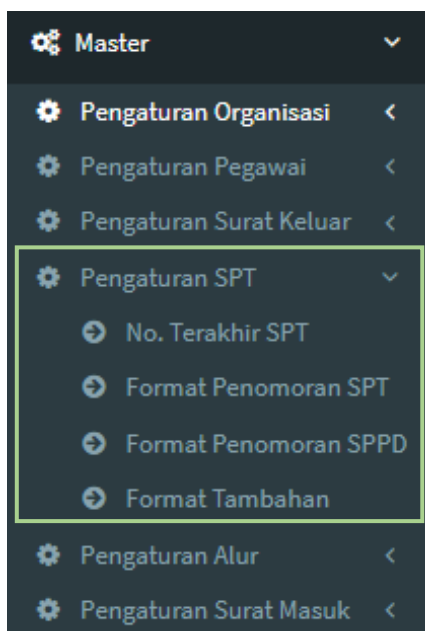 Master
Pengaturan Organisasi
Pengaturan Pegawai
Pengaturan Surat Keluar
Pengaturan SPT
No. Terakhir SPT
Format Penomoran SPT
Format Penomoran SPPD
Format Tambahan
Pengaturan Alur
Pengaturan Surat Masuk